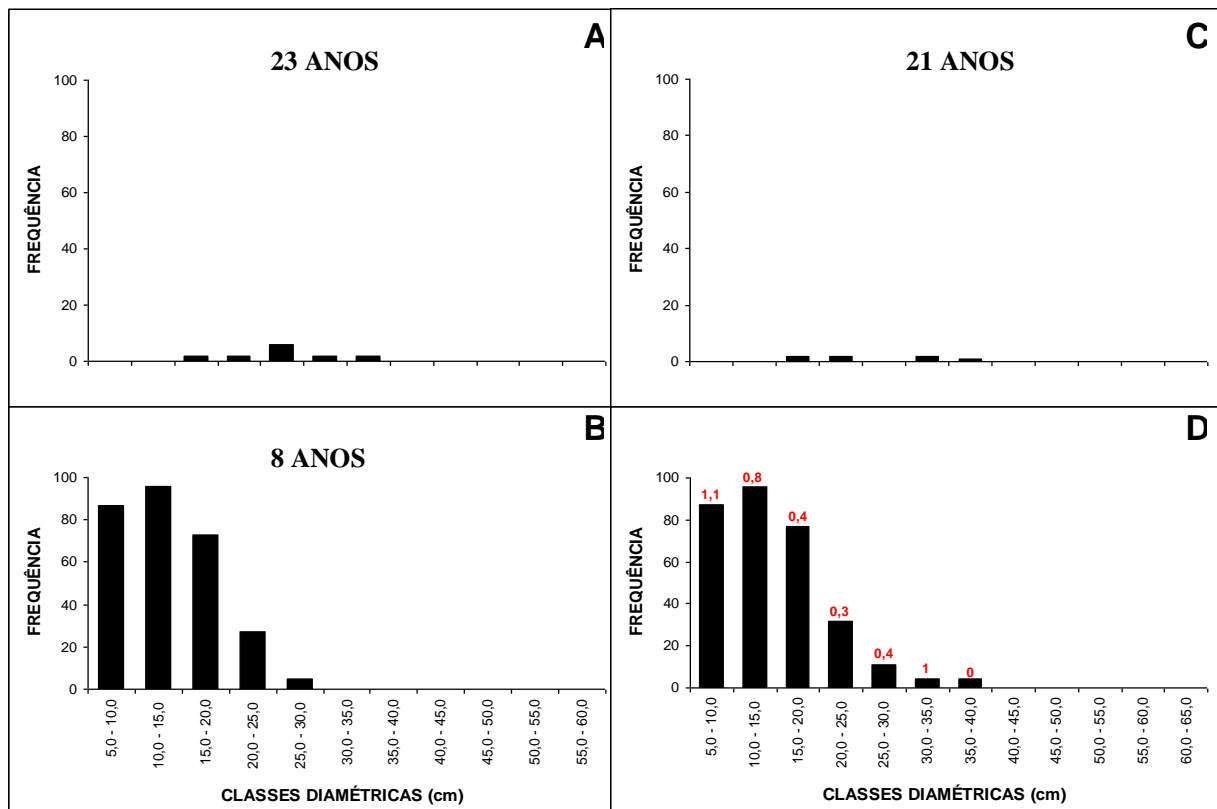 A
23 ANOS
100
80
60
40
20
0
FREQUÊNCIA
C
21 ANOS
100
80
60
40
20
0
FREQUÊNCIA
B
8 ANOS
100
80
60
40
20
0
FREQUÊNCIA
5,0 - 10,0
10,0 - 15,0
15,0 - 20,0
20,0 - 25,0
25,0 - 30,0
30,0 - 35,0
35,0 - 40,0
40,0 - 45,0
45,0 - 50,0
50,0 - 55,0
55,0 - 60,0
CLASSES DIAMÉTRICAS (cm)
D
100
80
60
40
20
0
FREQUÊNCIA
1,1
0,8
0,4
0,3
0,4
1
0
5,0 - 10,0
10,0 - 15,0
15,0 - 20,0
20,0 - 25,0
25,0 - 30,0
30,0 - 35,0
35,0 - 40,0
40,0 - 45,0
45,0 - 50,0
50,0 - 55,0
55,0 - 60,0
60,0 - 65,0
CLASSES DIAMÉTRICAS (cm)